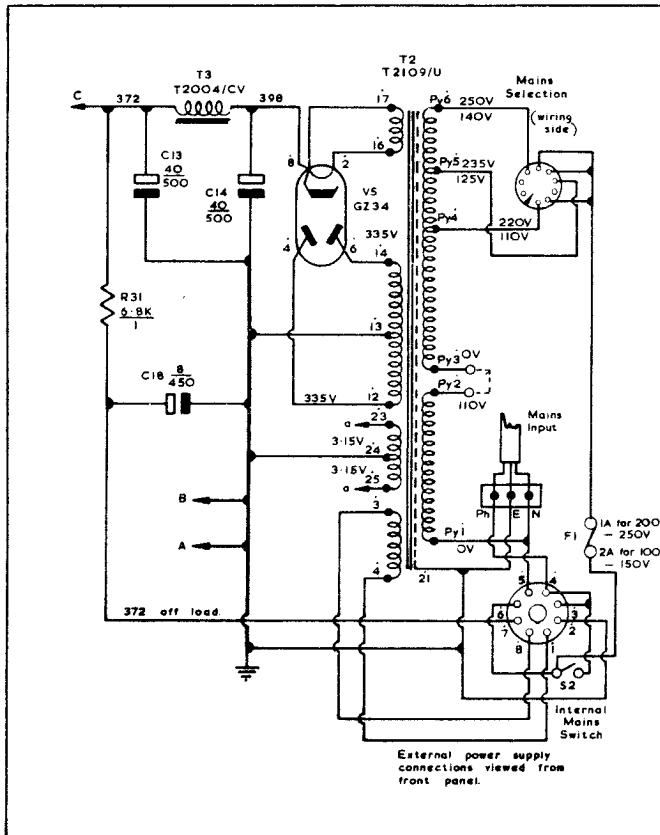 T3
T2004/CV
T2
T2109/U
C
372
398
17
16
8
2
Py6
250V
140V
Mains
Selection
(wiring
side)
Py5
235V
125V
Py4
220V
110V
C13
40
500
C14
40
500
V5
GZ34
4
6
335V
14
13
12
335V
R31
6·8K
1
C18
8
450
Py3
0V
Py2
110V
Mains
Input
a
23
3·15V
24
3·15V
25
a
3
4
B
A
Ph
E
N
Py1
0V
21
F1
1A for 200
- 250V
2A for 100
- 150V
5
4
6
3
7
2
8
1
372 off load.
S2
Internal
Mains
Switch
External power supply
connections viewed from
front panel.